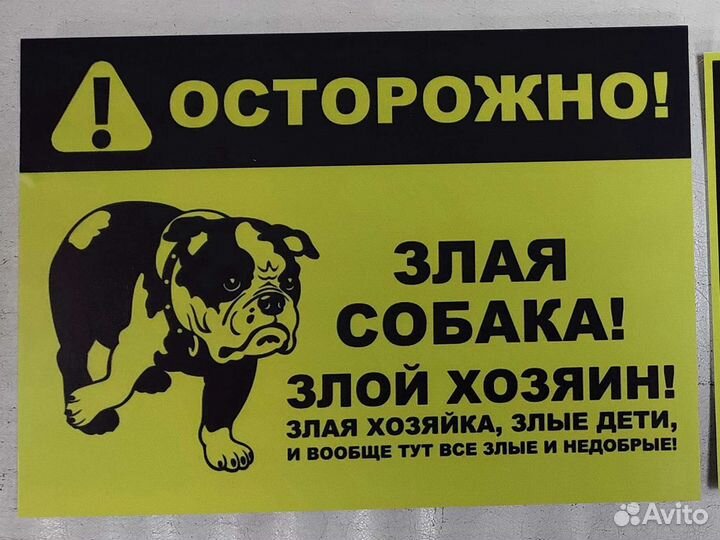 ! ОСТОРОЖНО!
ЗЛАЯ
СОБАКА!
ЗЛОЙ ХОЗЯИН!
ЗЛАЯ ХОЗЯЙКА, ЗЛЫЕ ДЕТИ,
И ВООБЩЕ ТУТ ВСЕ ЗЛЫЕ И НЕДОБРЫЕ!
Avito